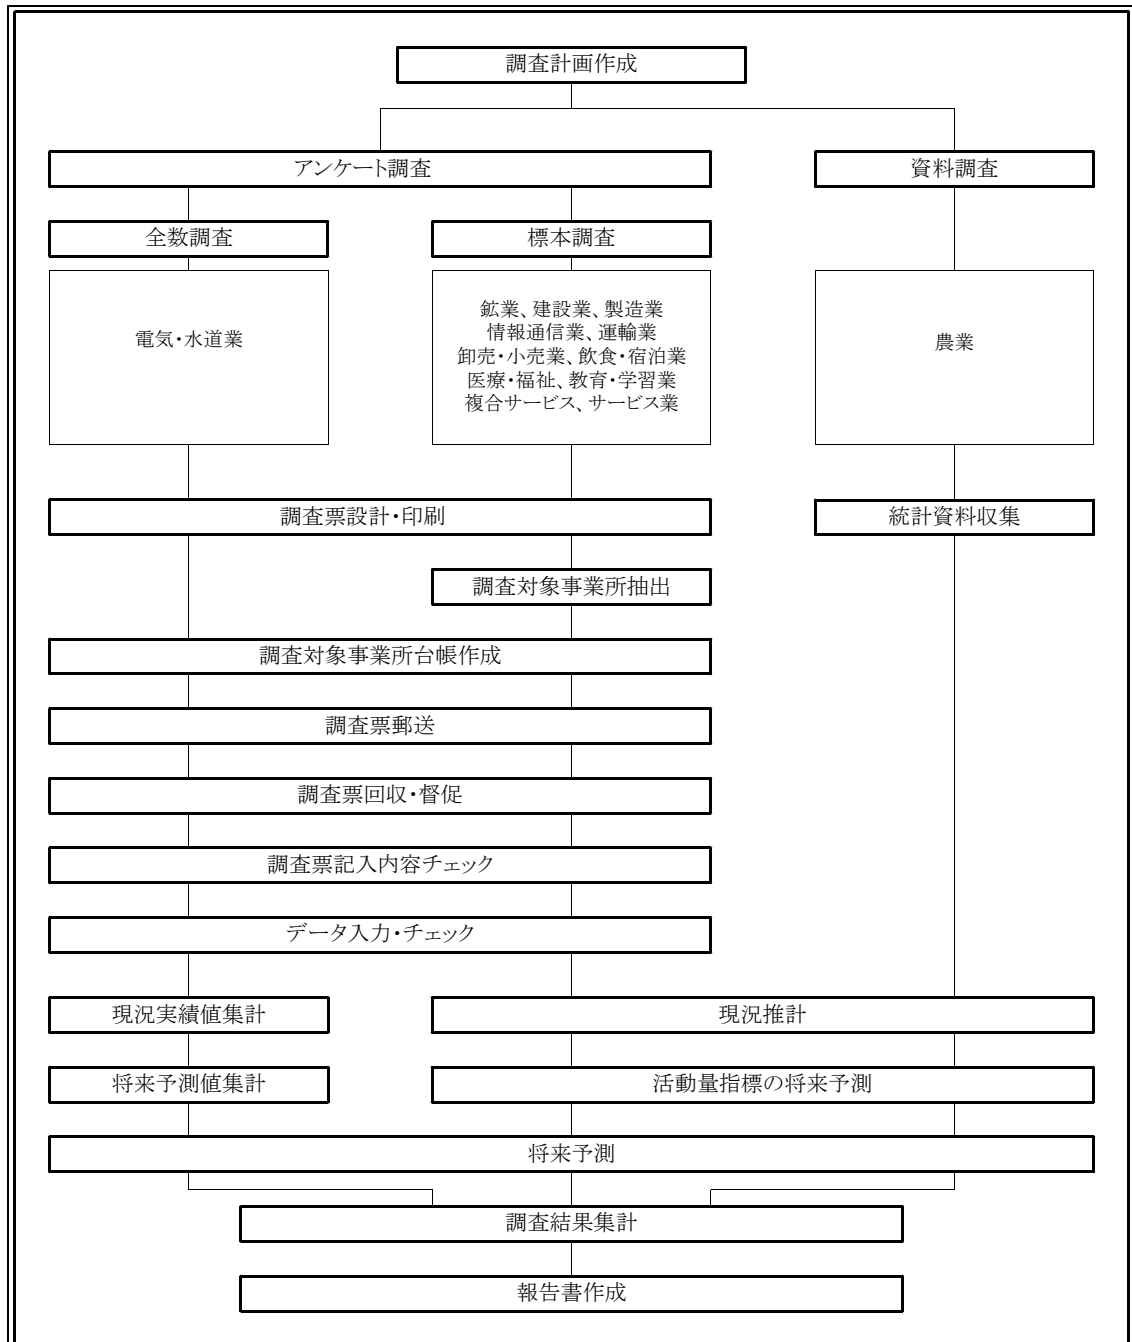 調査計画作成
アンケート調査
資料調査
全数調査
標本調査
電気・水道業
鉱業、建設業、製造業
情報通信業、運輸業
卸売・小売業、飲食・宿泊業
医療・福祉、教育・学習業
複合サービス、サービス業
農業
調査票設計・印刷
統計資料収集
調査対象事業所抽出
調査対象事業所台帳作成
調査票郵送
調査票回収・督促
調査票記入内容チェック
データ入力・チェック
現況実績値集計
現況推計
将来予測値集計
活動量指標の将来予測
将来予測
調査結果集計
報告書作成